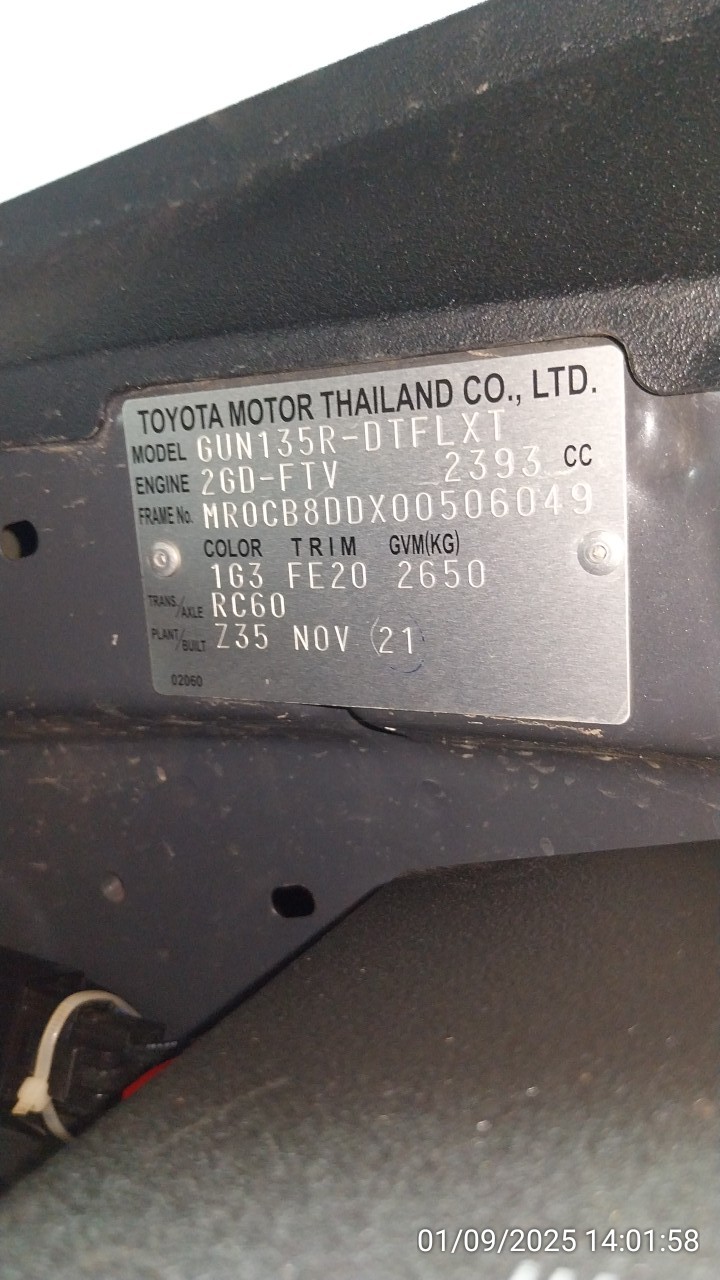 TOYOTA MOTOR THAILAND CO., LTD.
MODEL GUN135R-DTFLXT
ENGINE 2GD-FTV 2393 CC
FRAME No. MR0CB8DDX00506049
COLOR TRIM GVM(KG)
1G3 FE20 2650
TRANS/AXLE RC60
PLANT/BUILT Z35 NOV (21)
02060
01/09/2025 14:01:58